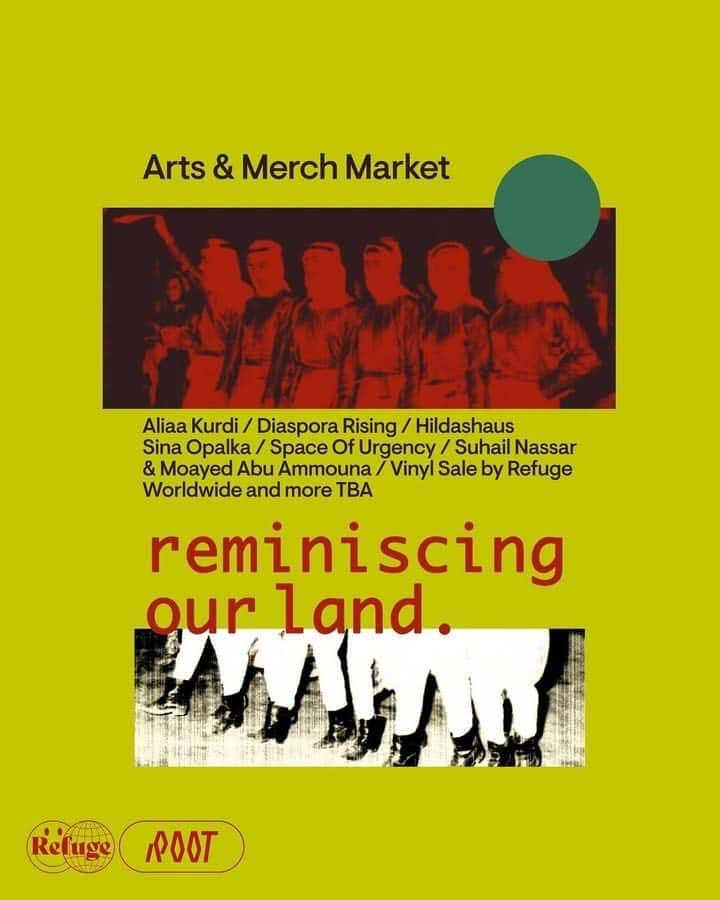 Arts & Merch Market
Aliaa Kurdi / Diaspora Rising / Hildashaus
Sina Opalka / Space Of Urgency / Suhail Nassar
& Moayed Abu Ammouna / Vinyl Sale by Refuge
Worldwide and more TBA
reminiscing
our land.
Refuge
ROOT